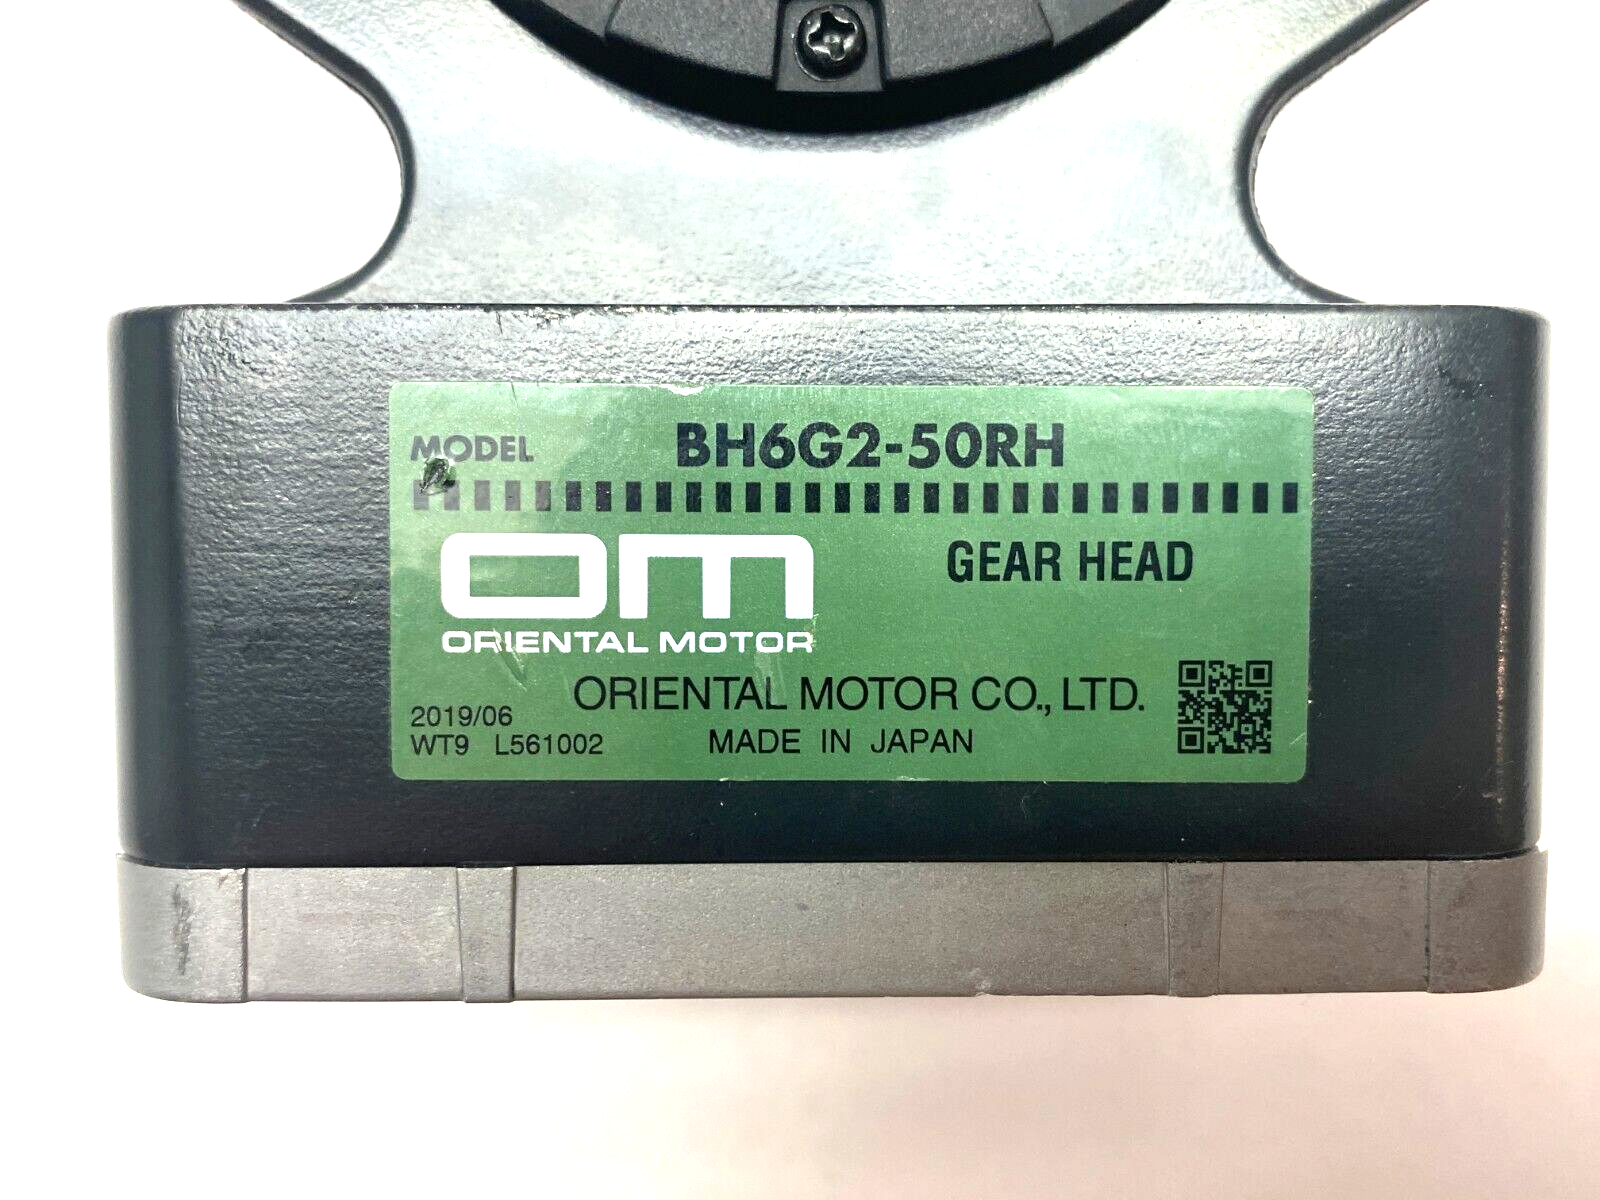 MODEL BH6G2-50RH
OM
ORIENTAL MOTOR
GEAR HEAD
ORIENTAL MOTOR CO., LTD.
2019/06
WT9 L561002
MADE IN JAPAN